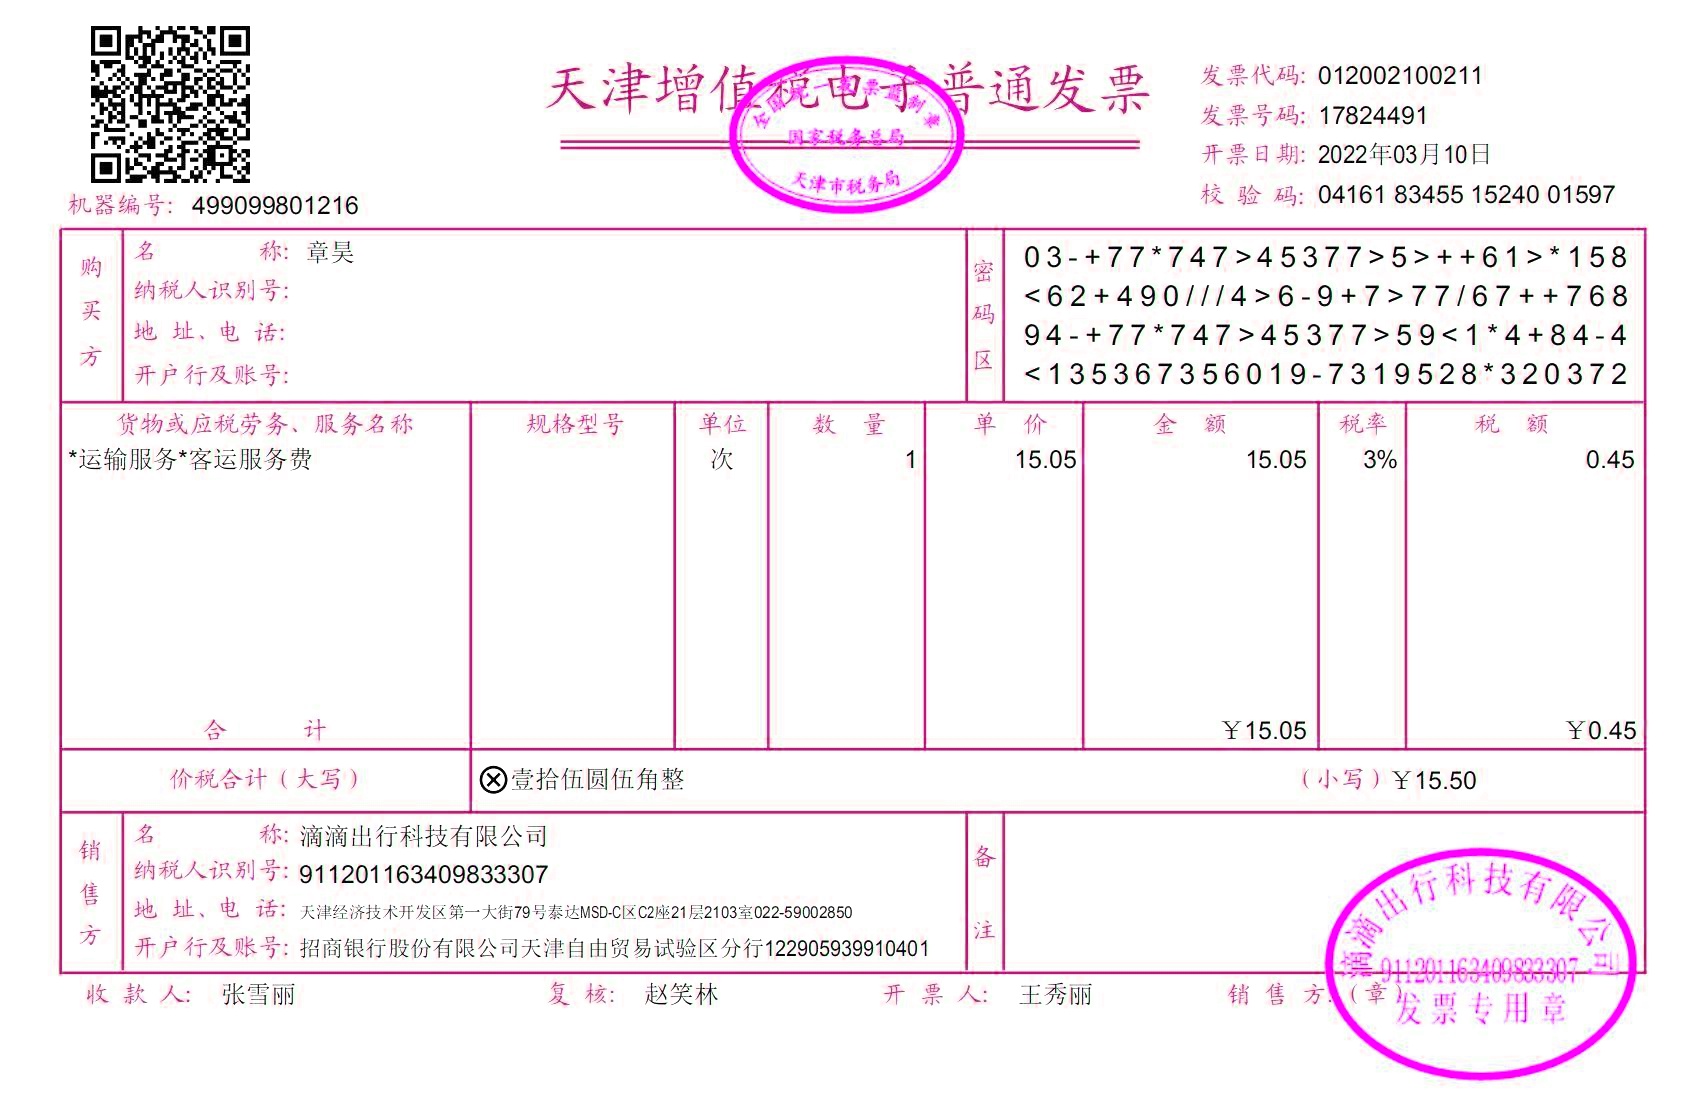 天津增值税电子普通发票
全国统一发票监制章
国家税务总局
天津市税务局
发票代码: 012002100211
发票号码: 17824491
开票日期: 2022年03月10日
校 验 码: 04161 83455 15240 01597
机器编号: 499099801216
购买方
名 称: 章昊
纳税人识别号:
地 址、电 话:
开户行及账号:
密码区
03-+77*747>45377>5>++61>*158
<62+490///4>6-9+7>77/67++768
94-+77*747>45377>59<1*4+84-4
<135367356019-7319528*320372
货物或应税劳务、服务名称 规格型号 单位 数 量 单 价 金 额 税率 税 额
*运输服务*客运服务费 次 1 15.05 15.05 3% 0.45
合 计 ￥15.05 ￥0.45
价税合计（大写） ⊗壹拾伍圆伍角整 （小写）￥15.50
销售方
名 称: 滴滴出行科技有限公司
纳税人识别号: 911201163409833307
地 址、电 话: 天津经济技术开发区第一大街79号泰达MSD-C区C2座21层2103室022-59002850
开户行及账号: 招商银行股份有限公司天津自由贸易试验区分行122905939910401
备注
收 款 人: 张雪丽 复 核: 赵笑林 开 票 人: 王秀丽 销 售 方:（章）
滴滴出行科技有限公司
911201163409833307
发票专用章